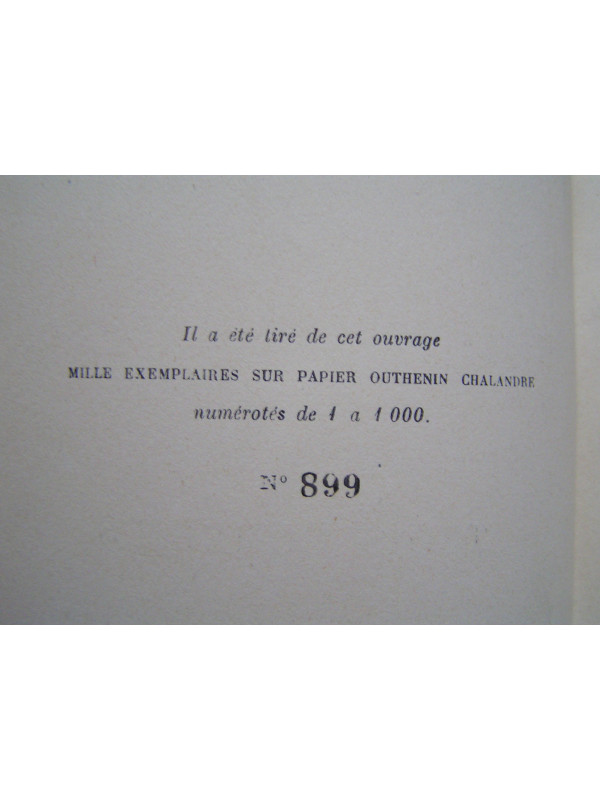 Il a été tiré de cet ouvrage
MILLE EXEMPLAIRES SUR PAPIER OUTHENIN CHALANDRE
numérotés de 1 a 1 000.
N° 899